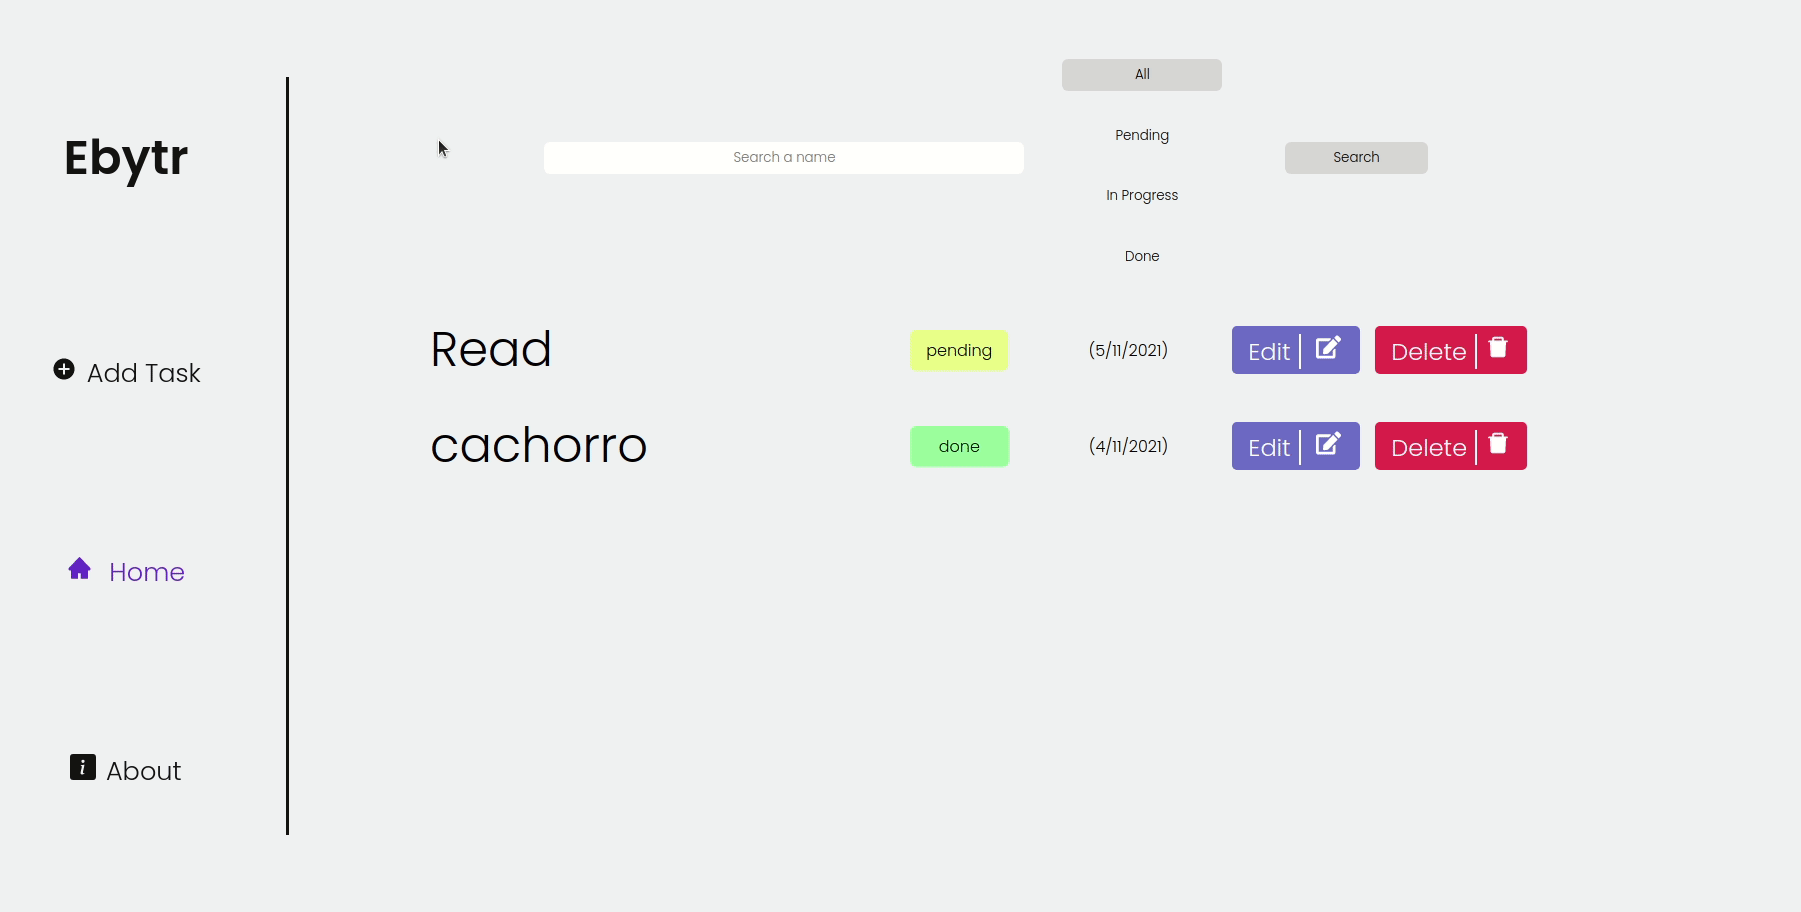 Ebytr
Add Task
Home
About
Search a name
All
Pending
In Progress
Done
Search
Read pending (5/11/2021) Edit Delete
cachorro done (4/11/2021) Edit Delete